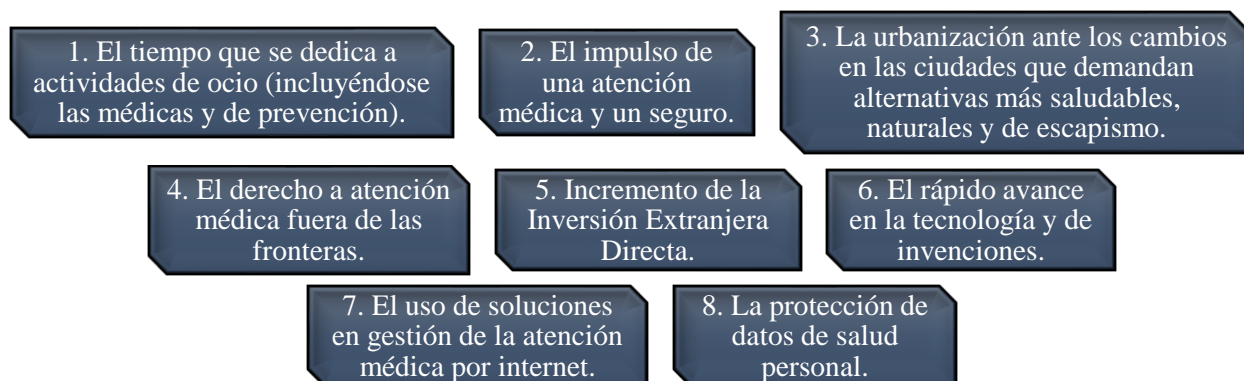 1. El tiempo que se dedica a
actividades de ocio (incluyéndose
las médicas y de prevención).
2. El impulso de
una atención
médica y un seguro.
3. La urbanización ante los cambios
en las ciudades que demandan
alternativas más saludables,
naturales y de escapismo.
4. El derecho a atención
médica fuera de las
fronteras.
5. Incremento de la
Inversión Extranjera
Directa.
6. El rápido avance
en la tecnología y de
invenciones.
7. El uso de soluciones
en gestión de la atención
médica por internet.
8. La protección de
datos de salud
personal.